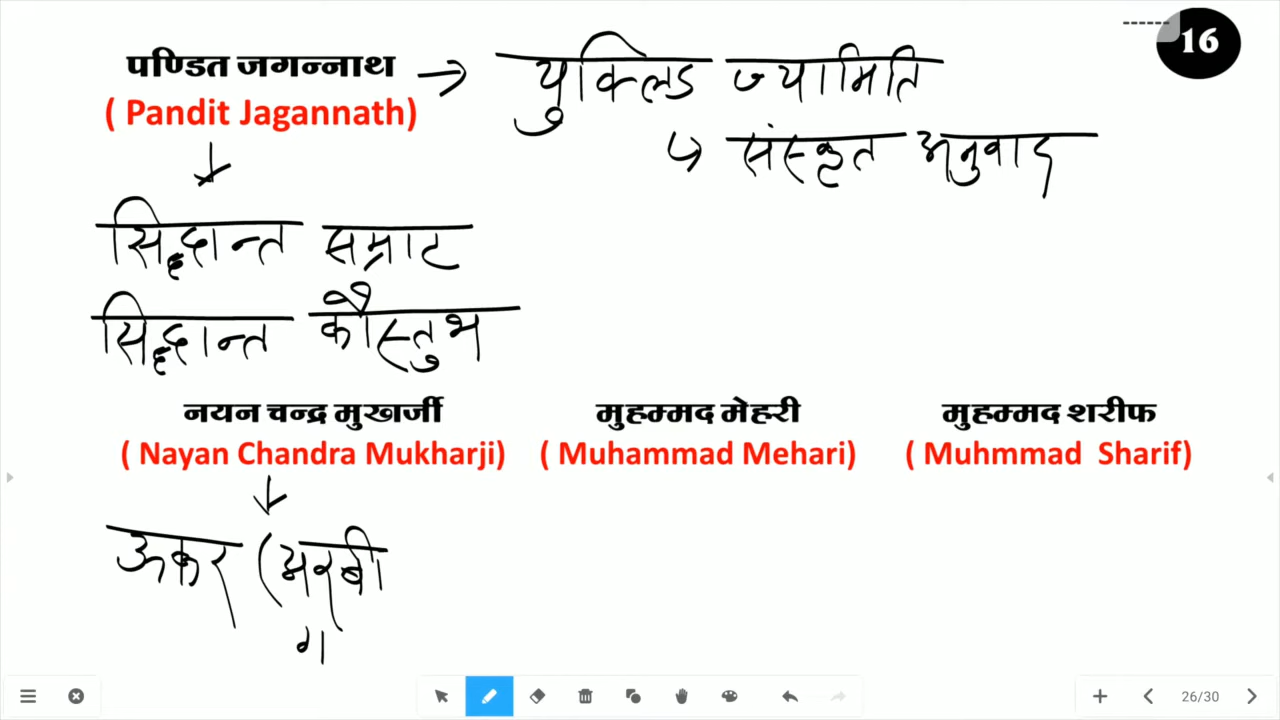 16
पण्डित जगन्नाथ → युक्लिड ज्यामिति
( Pandit Jagannath)
↳ संस्कृत अनुवाद
सिद्धान्त सम्राट
सिद्धान्त कौस्तुभ
नयन चन्द्र मुखार्जी मुहम्मद मेहरी मुहम्मद शरीफ
( Nayan Chandra Mukharji) ( Muhammad Mehari) ( Muhmmad Sharif)
ऊकर (अरबी
ग
26/30